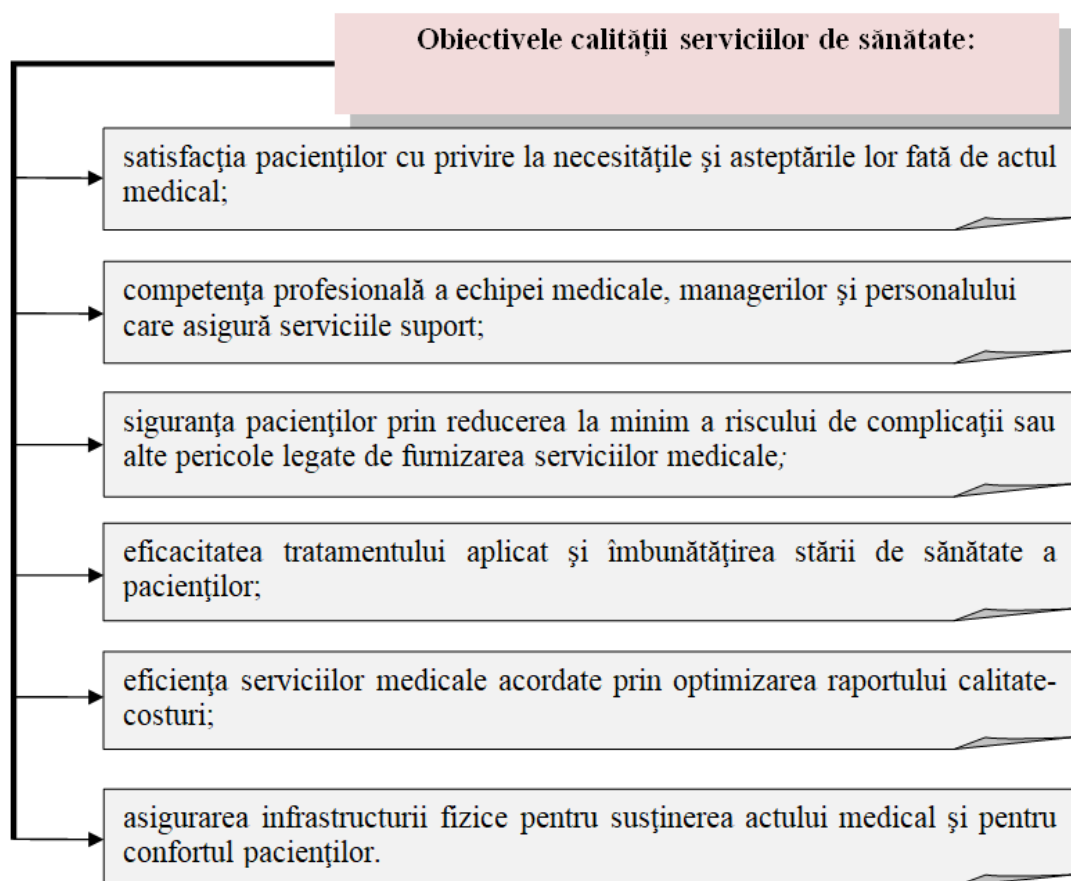 Obiectivele calității serviciilor de sănătate:
satisfacţia pacienţilor cu privire la necesităţile şi asteptările lor fată de actul
medical;
competenţa profesională a echipei medicale, managerilor şi personalului
care asigură serviciile suport;
siguranţa pacienţilor prin reducerea la minim a riscului de complicaţii sau
alte pericole legate de furnizarea serviciilor medicale;
eficacitatea tratamentului aplicat şi îmbunătăţirea stării de sănătate a
pacienţilor;
eficienţa serviciilor medicale acordate prin optimizarea raportului calitate-
costuri;
asigurarea infrastructurii fizice pentru susţinerea actului medical şi pentru
confortul pacienţilor.